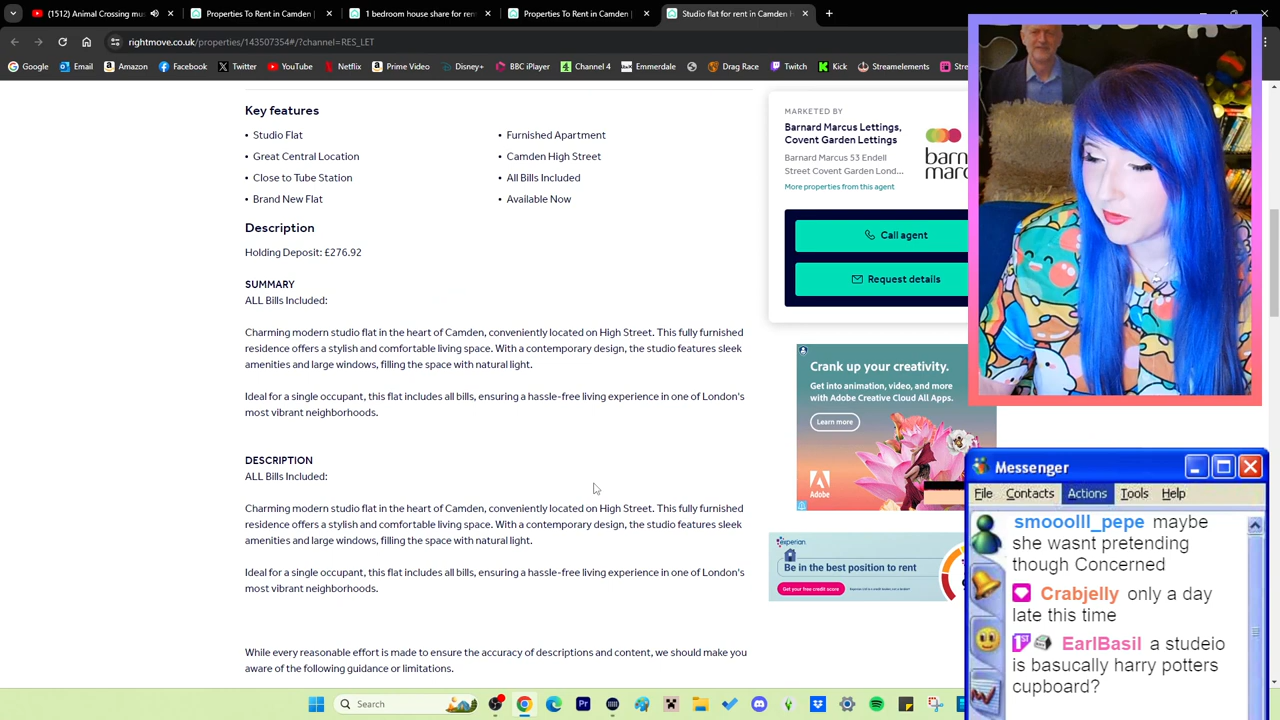 (1512) Animal Crossing mus
Properties To Rent in Camden (
1 bedroom house share for ren
Properties To Rent in Camden |
Studio flat for rent in Camden H
rightmove.co.uk/properties/143507354#/?channel=RES_LET
Google
Amazon
Facebook
Twitter
YouTube
Netflix
Prime Video
Disney+
BBC iPlayer
Channel 4
Emmerdale
Drag Race
Twitch
Kick
Streamelements
Key features
• Studio Flat
• Furnished Apartment
• Great Central Location
• Camden High Street
• Close to Tube Station
• All Bills Included
• Brand New Flat
• Available Now
Description
Holding Deposit: £276.92
SUMMARY
ALL Bills Included:
Charming modern studio flat in the heart of Camden, conveniently located on High Street. This fully furnished
residence offers a stylish and comfortable living space. With a contemporary design, the studio features sleek
amenities and large windows, filling the space with natural light.
Ideal for a single occupant, this flat includes all bills, ensuring a hassle-free living experience in one of London's
most vibrant neighborhoods.
DESCRIPTION
ALL Bills Included:
Charming modern studio flat in the heart of Camden, conveniently located on High Street. This fully furnished
residence offers a stylish and comfortable living space. With a contemporary design, the studio features sleek
amenities and large windows, filling the space with natural light.
Ideal for a single occupant, this flat includes all bills, ensuring a hassle-free living experience in one of London's
most vibrant neighborhoods.
While every reasonable effort is made to ensure the accuracy of descriptions and content, we should make you
aware of the following guidance or limitations.
MARKETED BY
Barnard Marcus Lettings,
Covent Garden Lettings
Barnard Marcus 53 Endell
Street Covent Garden Lond...
More properties from this agent
barn
marc
Call agent
Request details
Crank up your creativity.
Get into animation, video, and more
with Adobe Creative Cloud All Apps.
Learn more
Adobe
experian
Be in the best position to rent
Get your free credit score
Messenger
File
Contacts
Actions
Tools
Help
smooolll_pepe maybe
she wasnt pretending
though Concerned
Crabjelly only a day
late this time
1ST EarlBasil a studeio
is basucally harry potters
cupboard?
Search